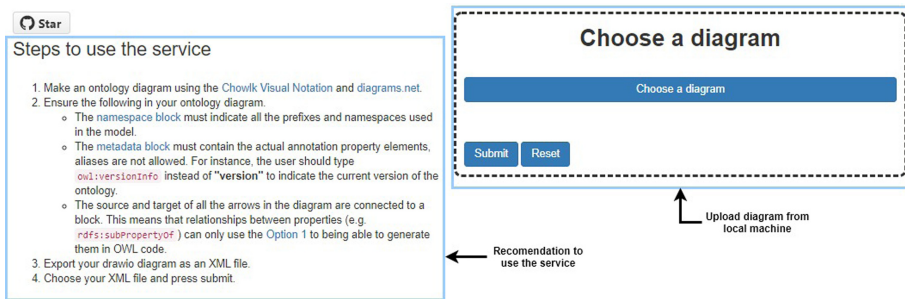 Star
Steps to use the service
1. Make an ontology diagram using the Chowlk Visual Notation and diagrams.net.
2. Ensure the following in your ontology diagram.
The namespace block must indicate all the prefixes and namespaces used
in the model.
The metadata block must contain the actual annotation property elements,
aliases are not allowed. For instance, the user should type
owl:versionInfo instead of "version" to indicate the current version of the
ontology.
The source and target of all the arrows in the diagram are connected to a
block. This means that relationships between properties (e.g.
rdfs:subPropertyOf) can only use the Option 1 to being able to generate
them in OWL code.
3. Export your drawio diagram as an XML file.
4. Choose your XML file and press submit.
Recomendation to
use the service
Choose a diagram
Choose a diagram
Submit Reset
Upload diagram from
local machine